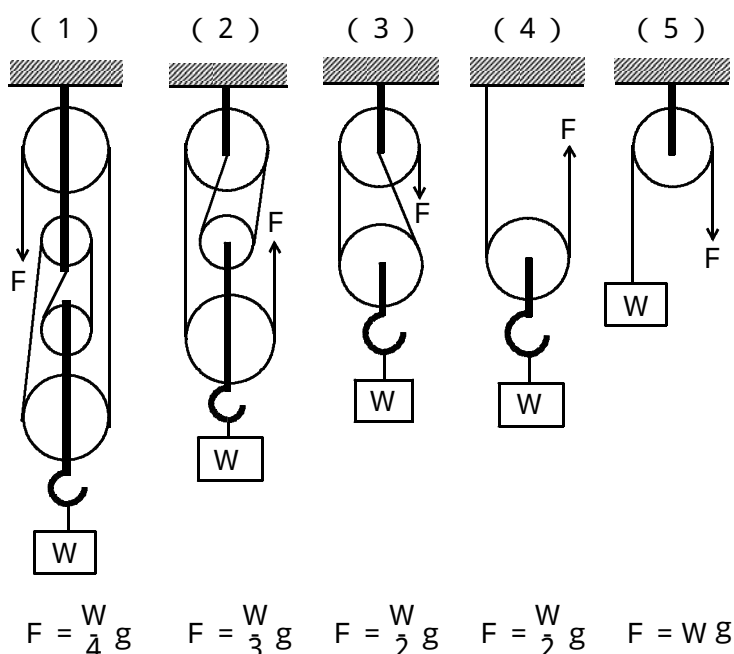 ( 1 ) ( 2 ) ( 3 ) ( 4 ) ( 5 )
F
F
F
F
F
W
W
W
W
W
F = W/4 g F = W/3 g F = W/2 g F = W/2 g F = W g